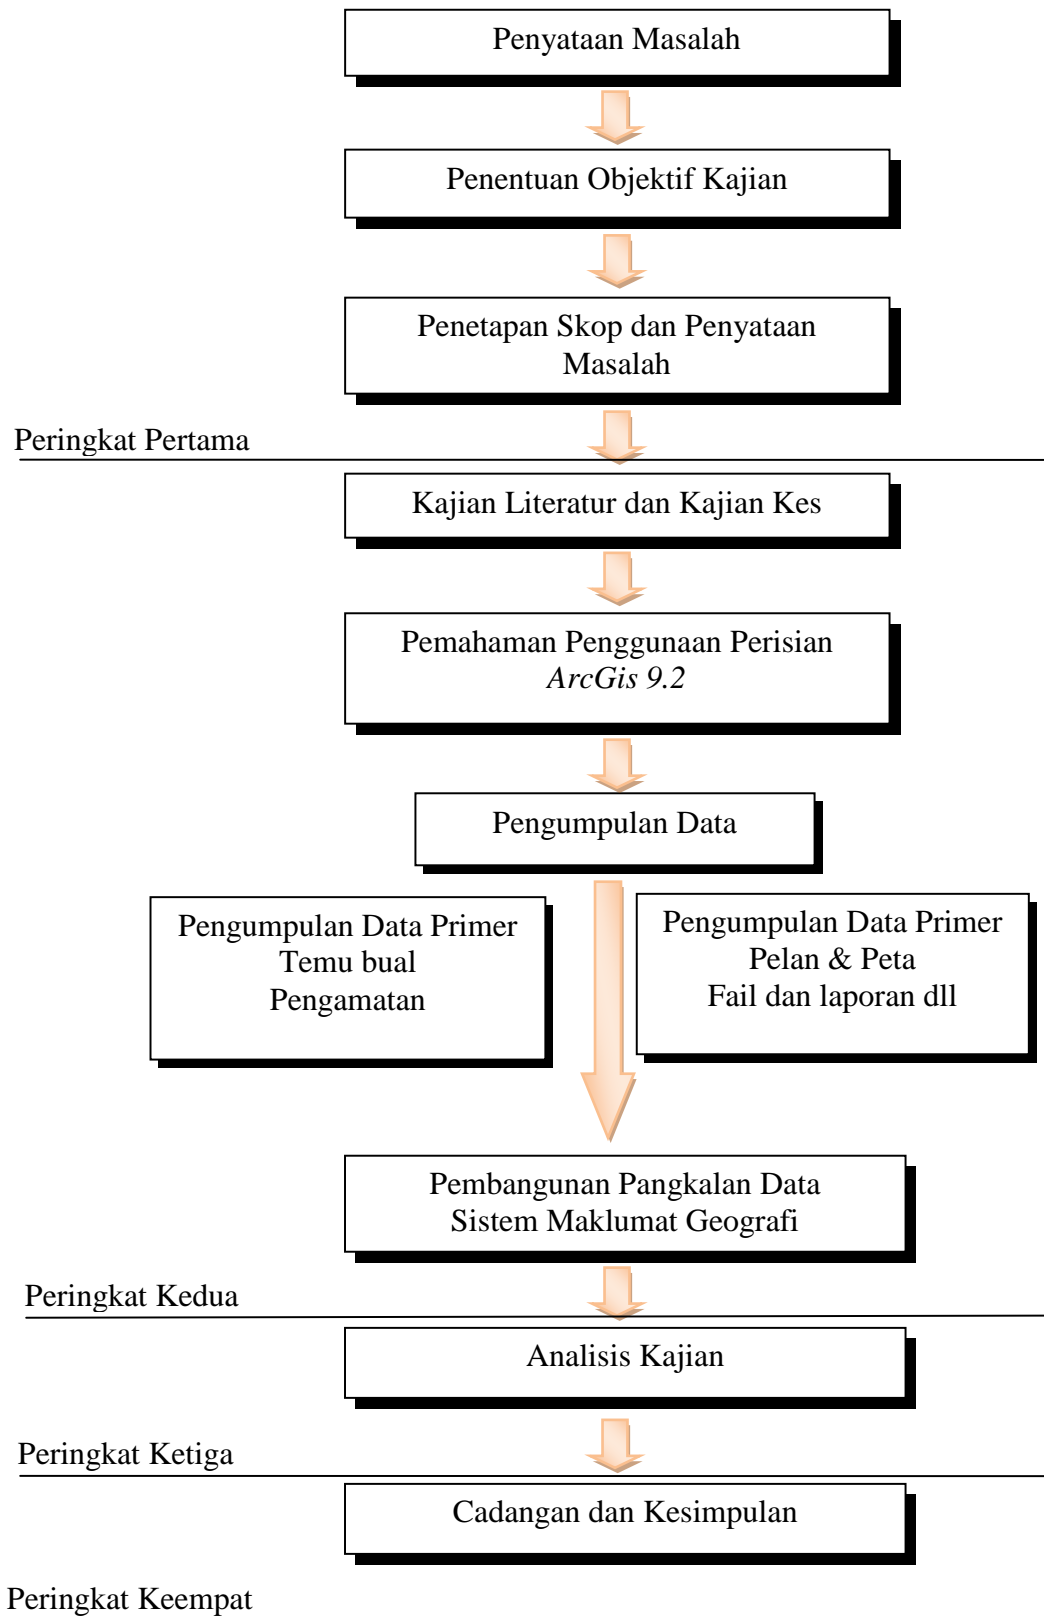 Penyataan Masalah
Penentuan Objektif Kajian
Penetapan Skop dan Penyataan
Masalah
Peringkat Pertama
Kajian Literatur dan Kajian Kes
Pemahaman Penggunaan Perisian
ArcGis 9.2
Pengumpulan Data
Pengumpulan Data Primer
Temu bual
Pengamatan
Pengumpulan Data Primer
Pelan & Peta
Fail dan laporan dll
Pembangunan Pangkalan Data
Sistem Maklumat Geografi
Peringkat Kedua
Analisis Kajian
Peringkat Ketiga
Cadangan dan Kesimpulan
Peringkat Keempat